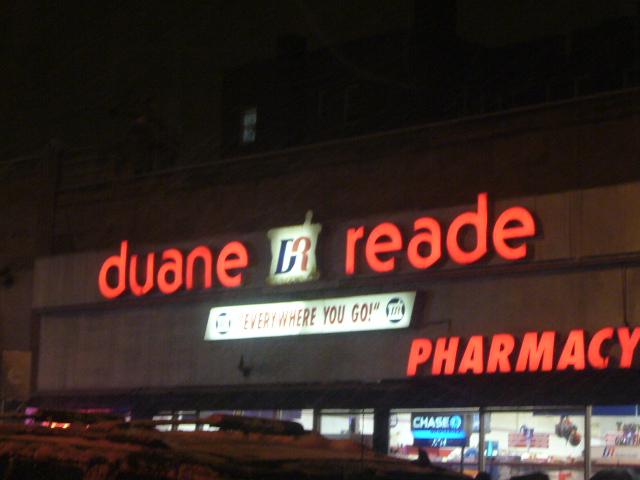 duane DR reade
"EVERYWHERE YOU GO!"
PHARMACY
CHASE